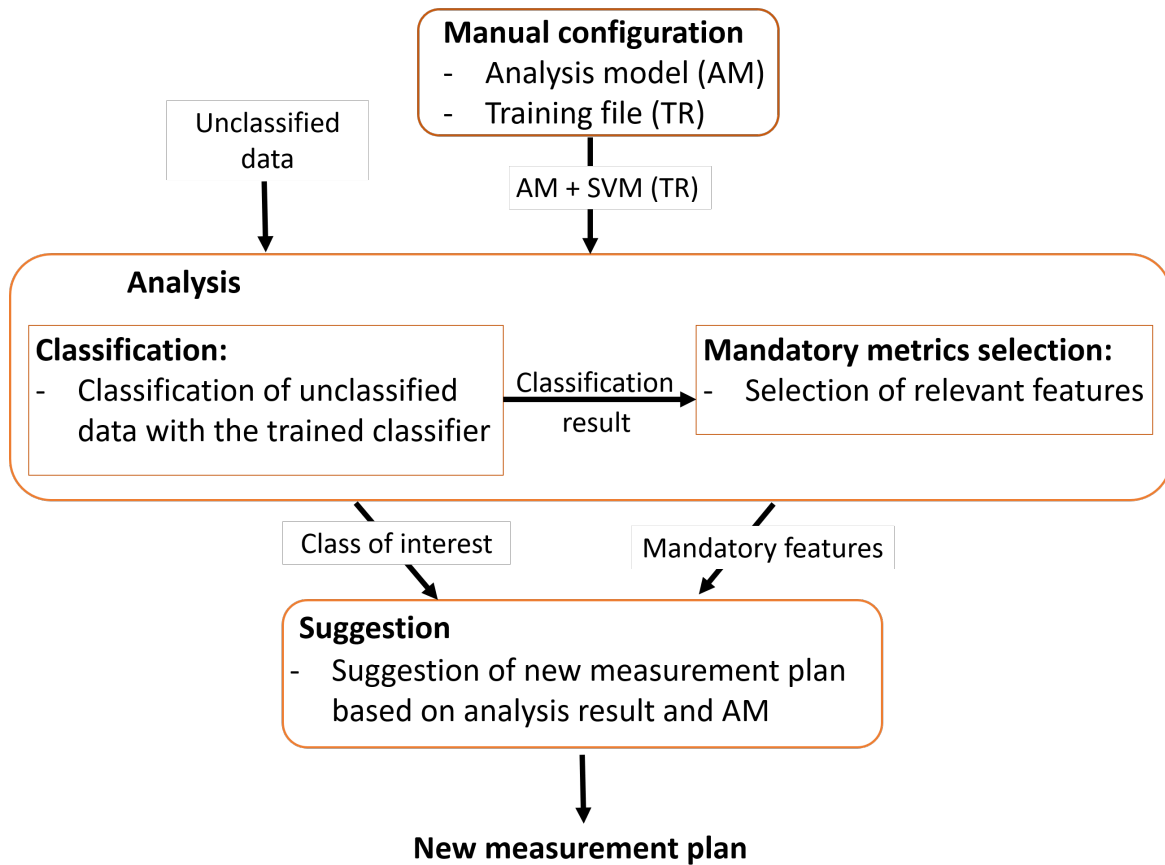 Manual configuration
- Analysis model (AM)
- Training file (TR)
Unclassified
data
AM + SVM (TR)
Analysis
Classification:
- Classification of unclassified
data with the trained classifier
Classification
result
Mandatory metrics selection:
- Selection of relevant features
Class of interest
Mandatory features
Suggestion
- Suggestion of new measurement plan
based on analysis result and AM
New measurement plan